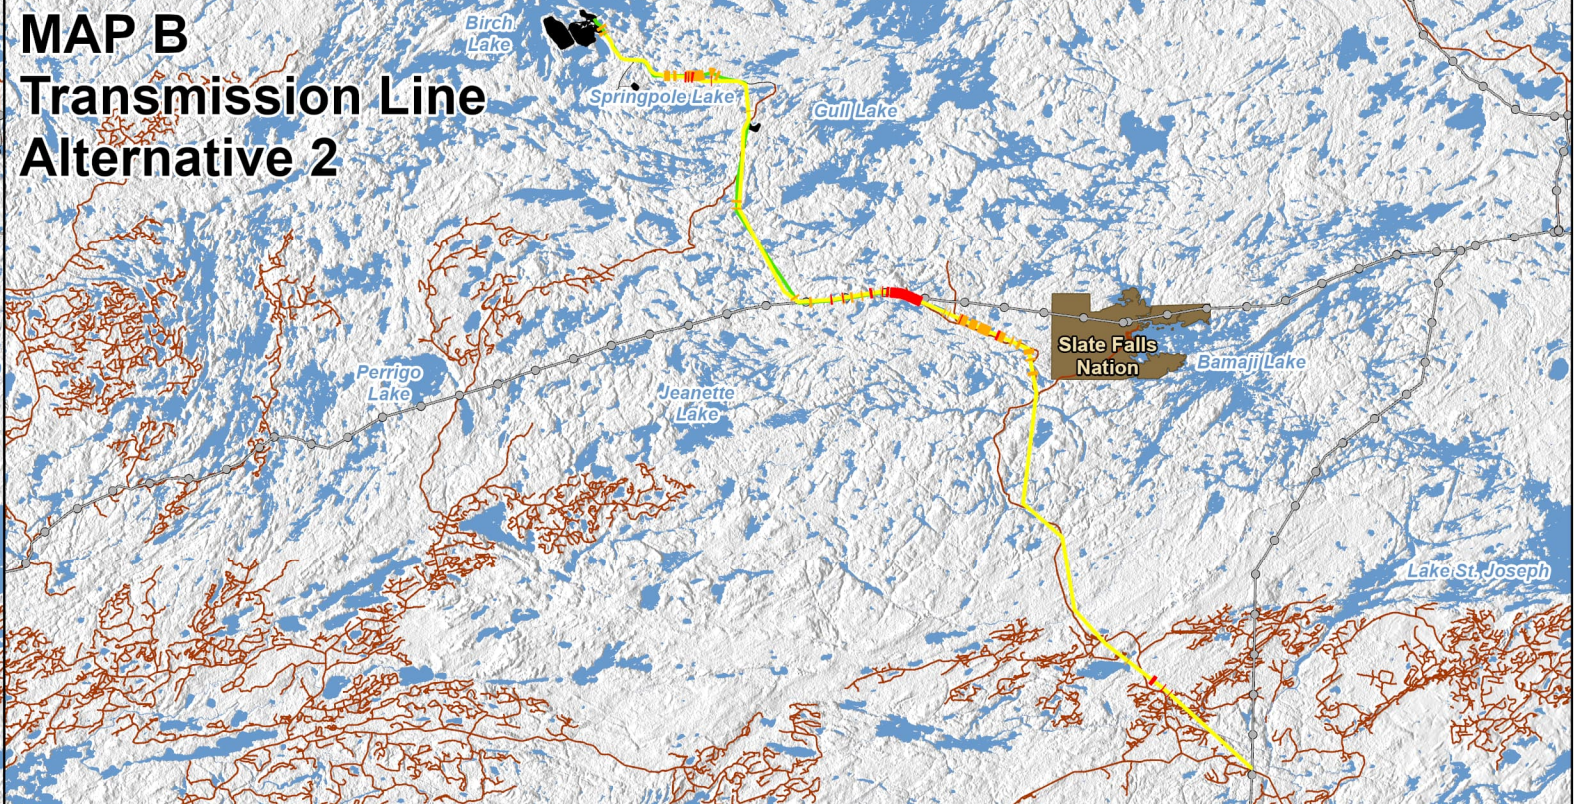 MAP B
Transmission Line
Alternative 2
Birch
Lake
Springpole Lake
Gull Lake
Slate Falls
Nation
Bamaji Lake
Perrigo
Lake
Jeanette
Lake
Lake St. Joseph